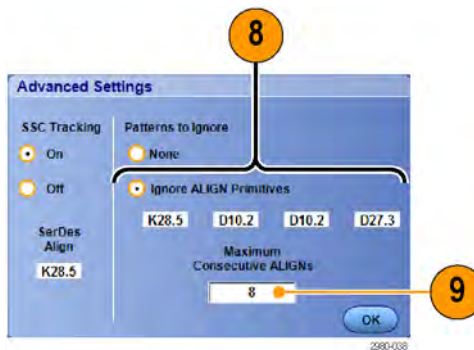 8
Advanced Settings
SSC Tracking
Patterns to Ignore
On
None
Off
Ignore ALIGN Primitives
K28.5 D10.2 D10.2 D27.3
SerDes
Align
K28.5
Maximum
Consecutive ALIGNs
8
9
OK
2980-038